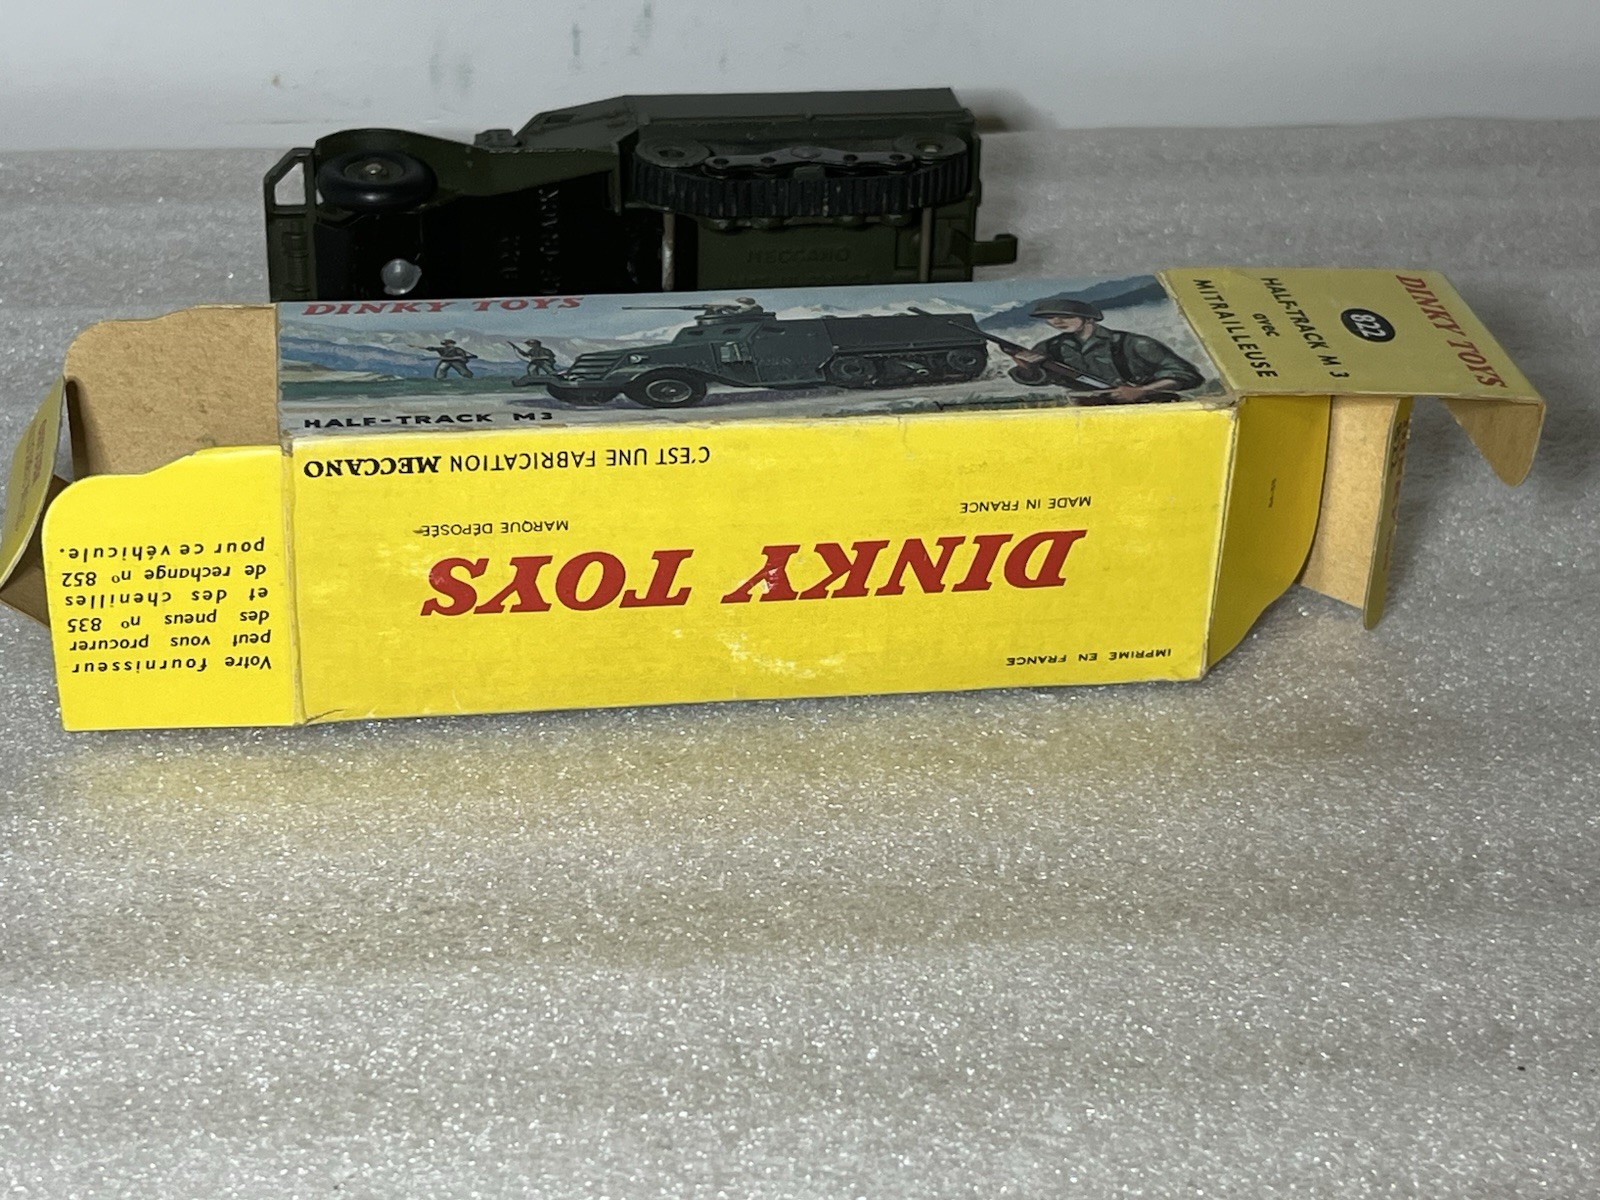 MECCANO
DINKY TOYS
HALF-TRACK M3
DINKY TOYS
822
HALF-TRACK M 3
avec
MITRAILLEUSE
C'EST UNE FABRICATION MECCANO
MADE IN FRANCE
MARQUE DÉPOSÉE
DINKY TOYS
IMPRIMÉ EN FRANCE
Votre fournisseur
peut vous procurer
des pneus nº 835
et des chenilles
de rechange nº 852
pour ce véhicule.